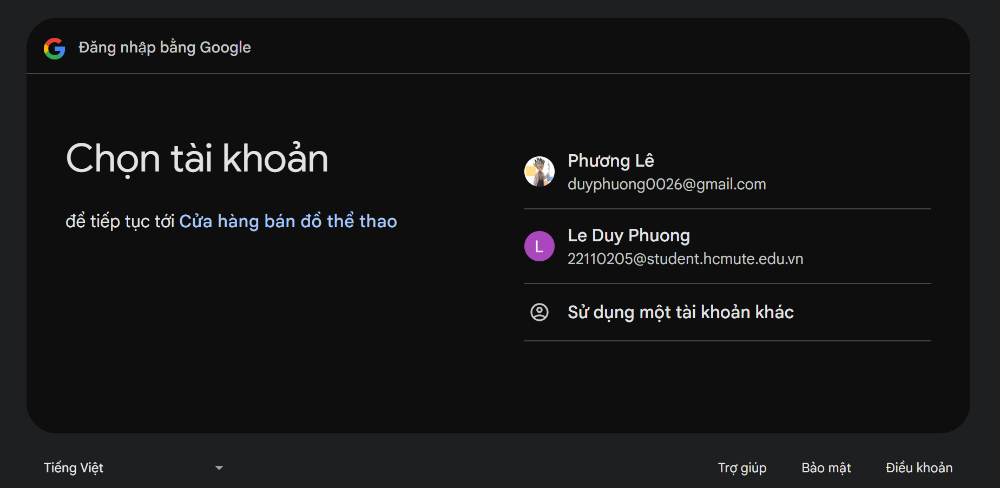 Đăng nhập bằng Google
Chọn tài khoản
để tiếp tục tới Cửa hàng bán đồ thể thao
Phương Lê
duyphuong0026@gmail.com
L
Le Duy Phuong
22110205@student.hcmute.edu.vn
Sử dụng một tài khoản khác
Tiếng Việt
Trợ giúp
Bảo mật
Điều khoản